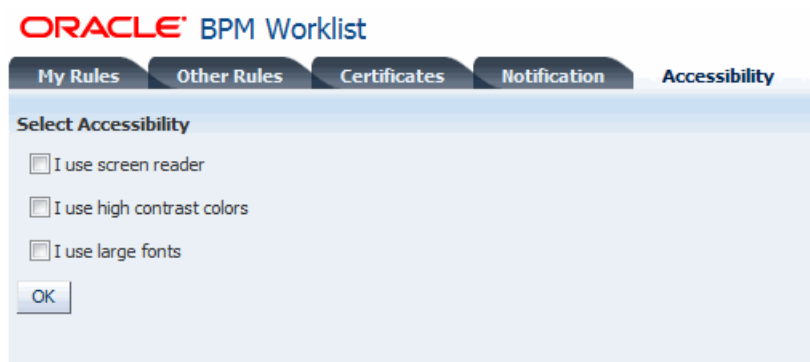 ORACLE BPM Worklist
My Rules Other Rules Certificates Notification Accessibility
Select Accessibility
I use screen reader
I use high contrast colors
I use large fonts
OK